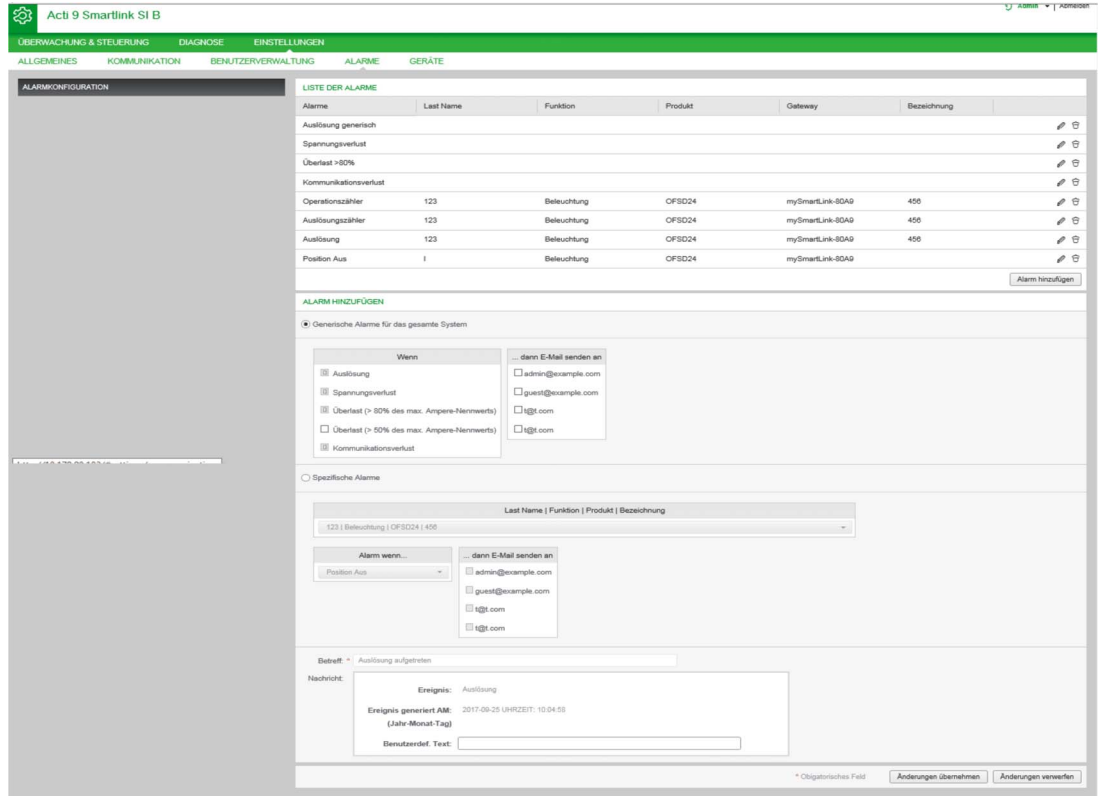 Acti 9 Smartlink SI B
Admin | Abmelden
ÜBERWACHUNG & STEUERUNG DIAGNOSE EINSTELLUNGEN
ALLGEMEINES KOMMUNIKATION BENUTZERVERWALTUNG ALARME GERÄTE
ALARMKONFIGURATION
LISTE DER ALARME
Alarme Last Name Funktion Produkt Gateway Bezeichnung
Auslösung generisch
Spannungsverlust
Überlast >80%
Kommunikationsverlust
Operationszähler 123 Beleuchtung OFSD24 mySmartLink-80A9 456
Auslösungszähler 123 Beleuchtung OFSD24 mySmartLink-80A9 456
Auslösung 123 Beleuchtung OFSD24 mySmartLink-80A9 456
Position Aus I Beleuchtung OFSD24 mySmartLink-80A9
Alarm hinzufügen
ALARM HINZUFÜGEN
Generische Alarme für das gesamte System
Wenn
Auslösung
Spannungsverlust
Überlast (> 80% des max. Ampere-Nennwerts)
Überlast (> 50% des max. Ampere-Nennwerts)
Kommunikationsverlust
... dann E-Mail senden an
admin@example.com
guest@example.com
t@t.com
t@t.com
Spezifische Alarme
Last Name | Funktion | Produkt | Bezeichnung
123 | Beleuchtung | OFSD24 | 456
Alarm wenn...
Position Aus
... dann E-Mail senden an
admin@example.com
guest@example.com
t@t.com
t@t.com
Betreff: * Auslösung aufgetreten
Nachricht:
Ereignis: Auslösung
Ereignis generiert AM: 2017-09-25 UHRZEIT: 10:04:58
(Jahr-Monat-Tag)
Benutzerdef. Text:
* Obigatorisches Feld Änderungen übernehmen Änderungen verwerfen